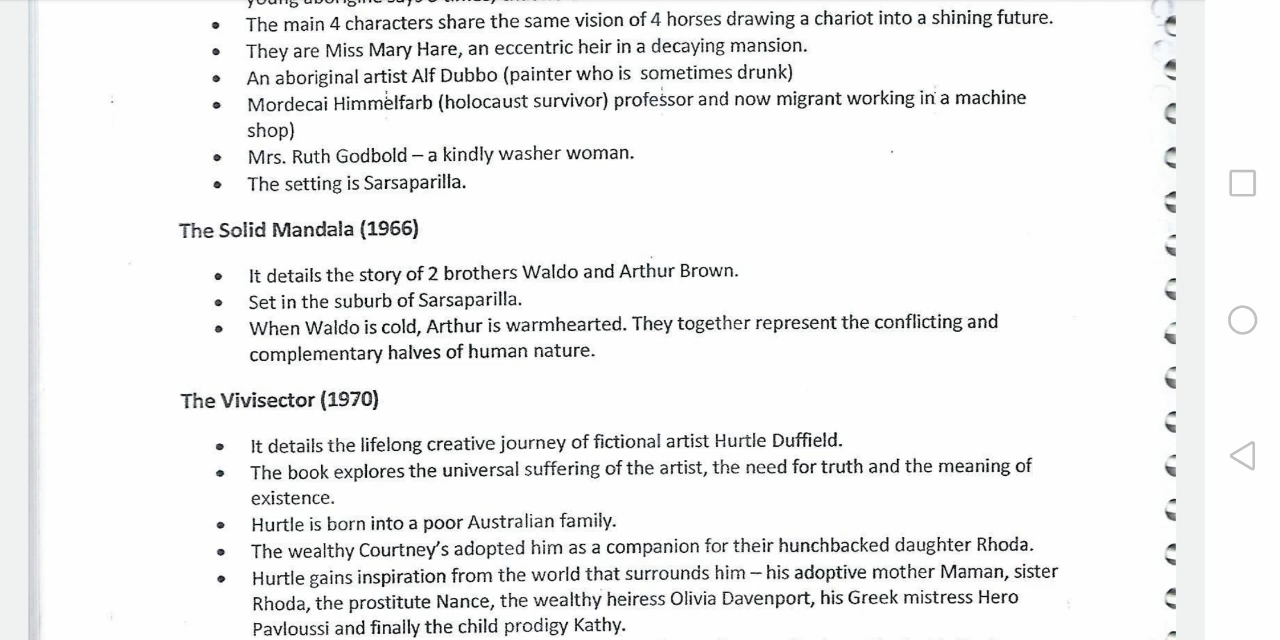 • The main 4 characters share the same vision of 4 horses drawing a chariot into a shining future.
• They are Miss Mary Hare, an eccentric heir in a decaying mansion.
• An aboriginal artist Alf Dubbo (painter who is sometimes drunk)
• Mordecai Himmelfarb (holocaust survivor) professor and now migrant working in a machine
shop)
• Mrs. Ruth Godbold – a kindly washer woman.
• The setting is Sarsaparilla.
The Solid Mandala (1966)
• It details the story of 2 brothers Waldo and Arthur Brown.
• Set in the suburb of Sarsaparilla.
• When Waldo is cold, Arthur is warmhearted. They together represent the conflicting and
complementary halves of human nature.
The Vivisector (1970)
• It details the lifelong creative journey of fictional artist Hurtle Duffield.
• The book explores the universal suffering of the artist, the need for truth and the meaning of
existence.
• Hurtle is born into a poor Australian family.
• The wealthy Courtney's adopted him as a companion for their hunchbacked daughter Rhoda.
• Hurtle gains inspiration from the world that surrounds him – his adoptive mother Maman, sister
Rhoda, the prostitute Nance, the wealthy heiress Olivia Davenport, his Greek mistress Hero
Pavloussi and finally the child prodigy Kathy.